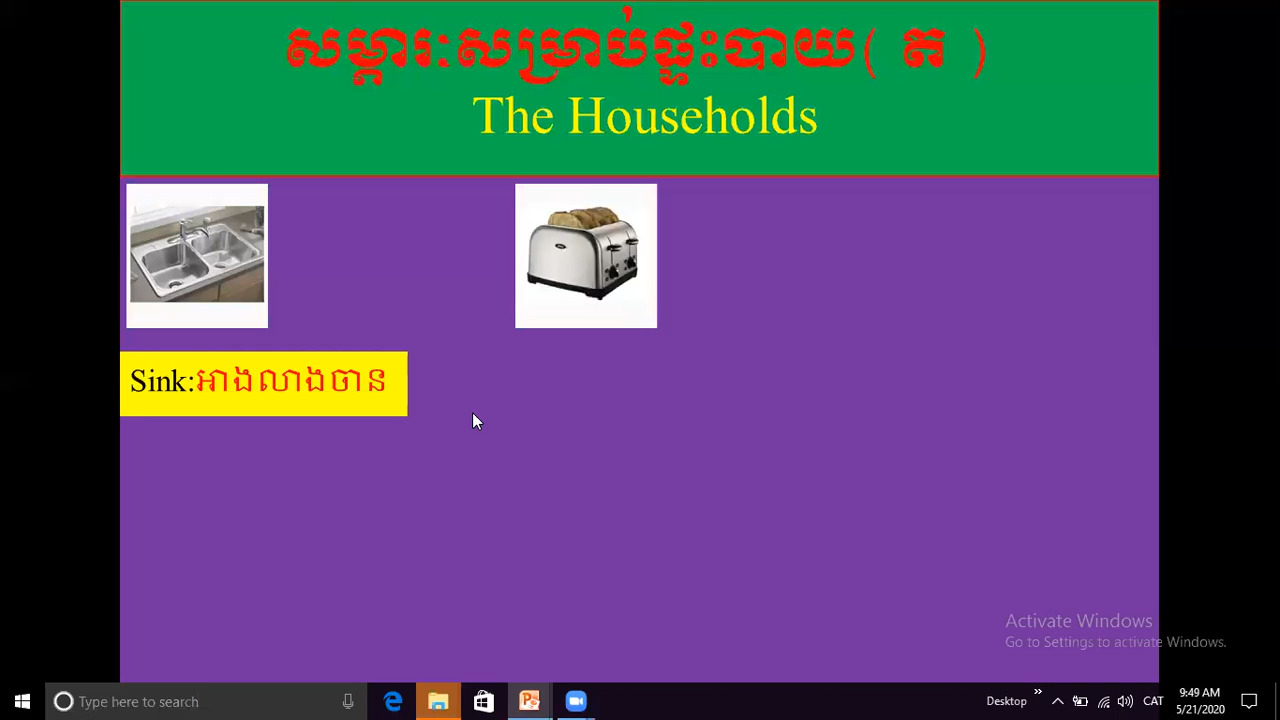 សម្ភារៈសម្រាប់ផ្ទះបាយ( ត )
The Households
Sink:អាងលាងចាន
Activate Windows
Go to Settings to activate Windows.
Type here to search
Desktop
CAT
9:49 AM
5/21/2020